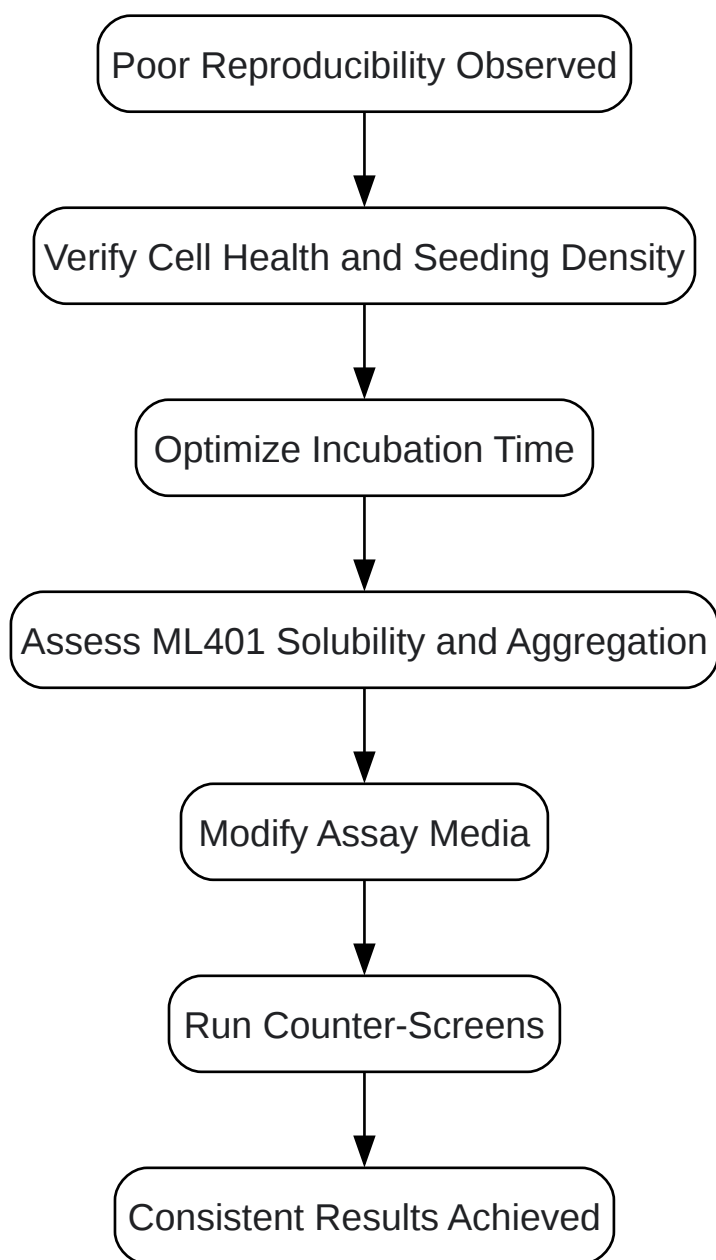 Poor Reproducibility Observed
Verify Cell Health and Seeding Density
Optimize Incubation Time
Assess ML401 Solubility and Aggregation
Modify Assay Media
Run Counter-Screens
Consistent Results Achieved